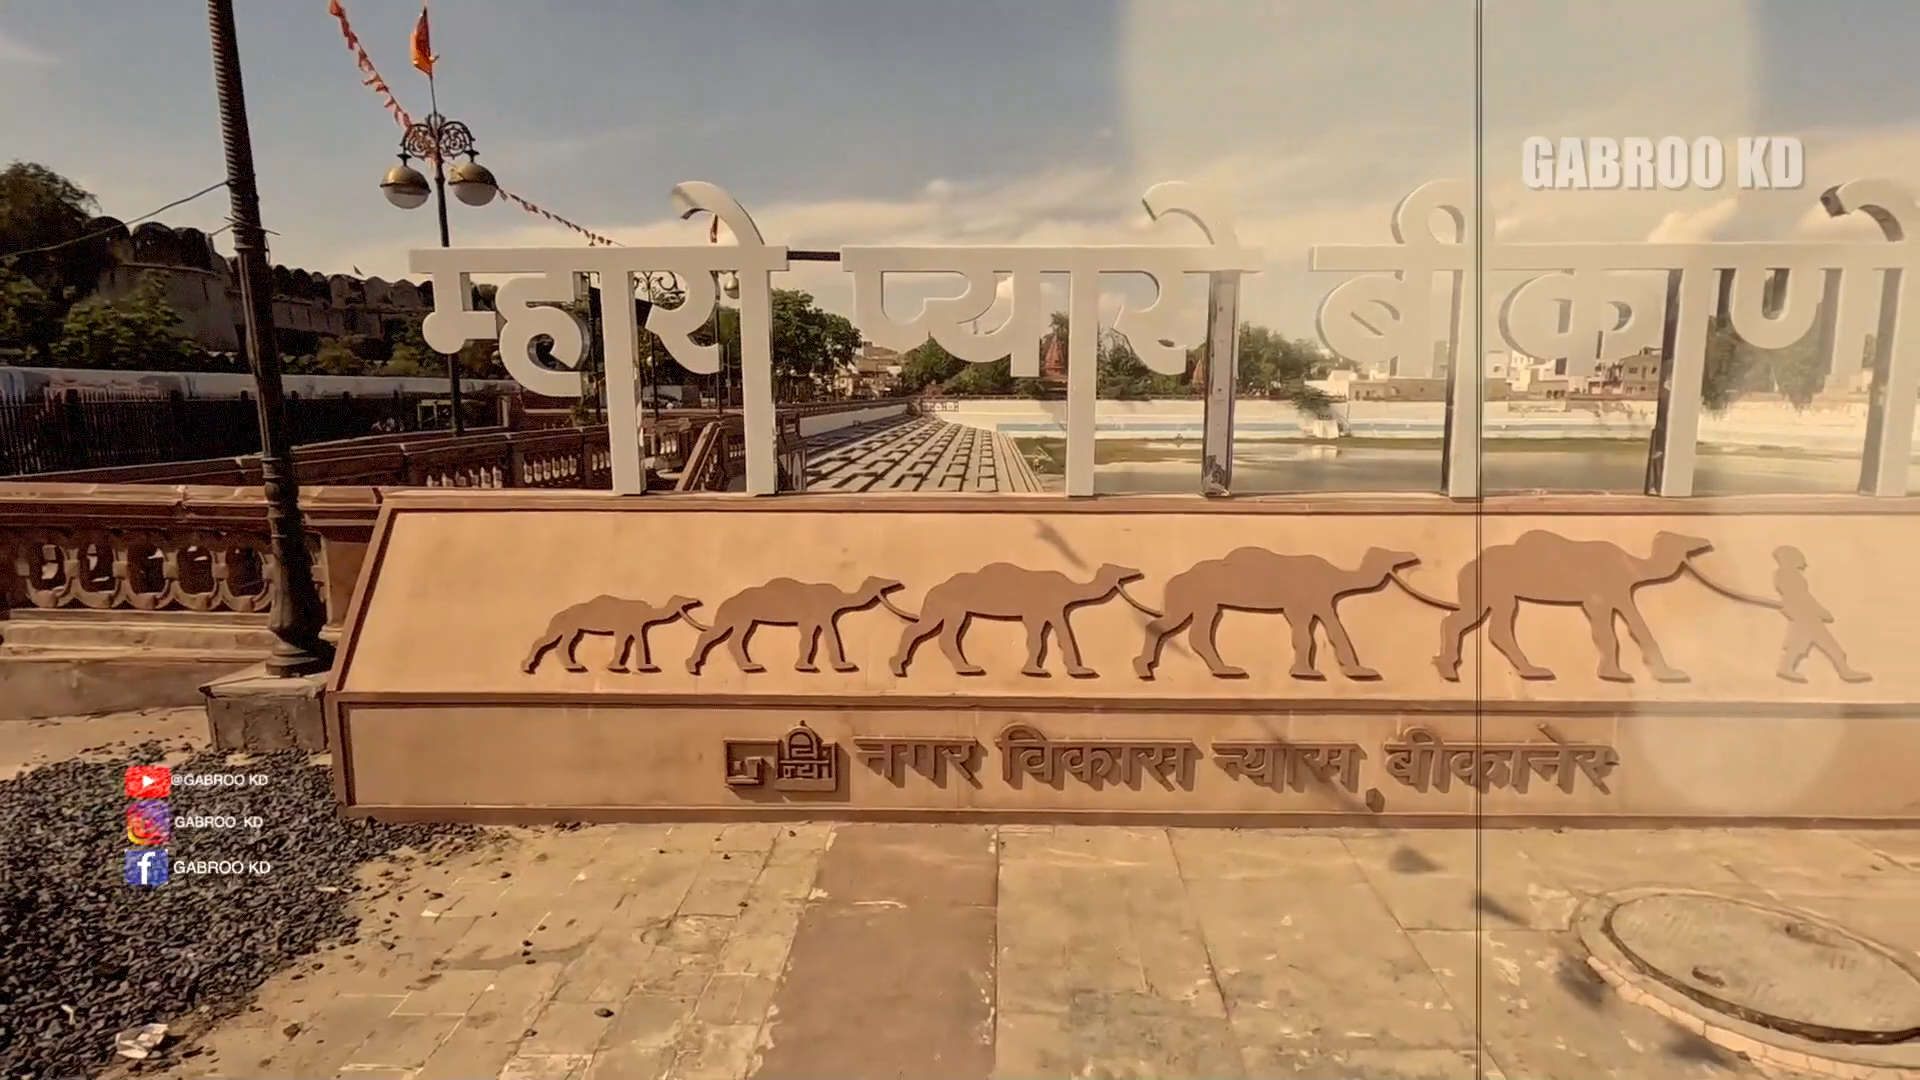 GABROO KD
म्हारो प्यारो बीकाणो
नगर विकास न्यास, बीकानेर
@GABROO KD
GABROO_KD
GABROO KD